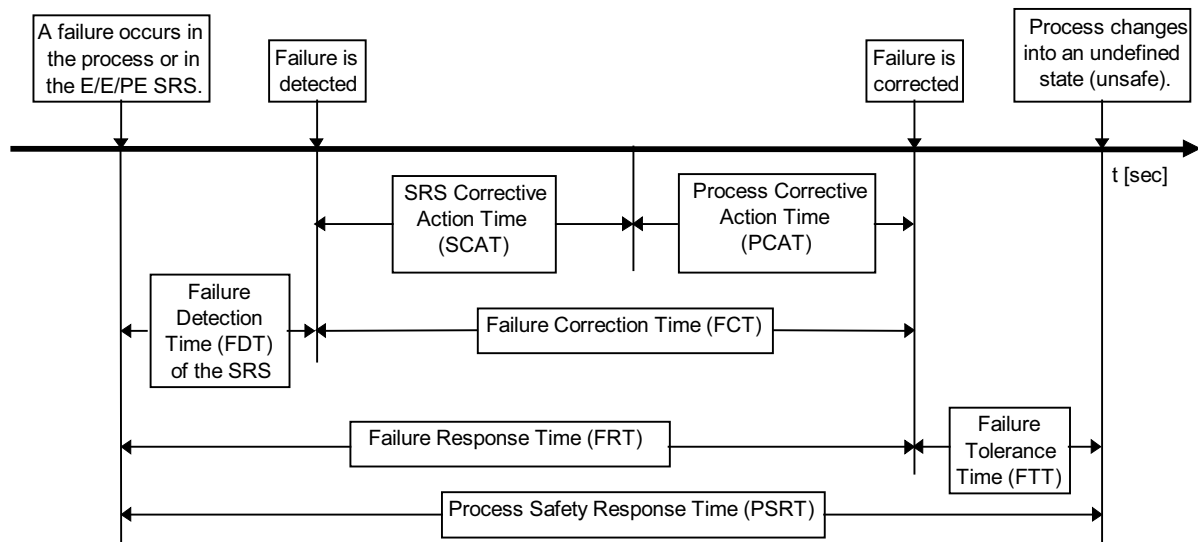 A failure occurs in
the process or in
the E/E/PE SRS.
Failure is
detected
Failure is
corrected
Process changes
into an undefined
state (unsafe).
t [sec]
SRS Corrective
Action Time
(SCAT)
Process Corrective
Action Time
(PCAT)
Failure
Detection
Time (FDT)
of the SRS
Failure Correction Time (FCT)
Failure Response Time (FRT)
Failure
Tolerance
Time (FTT)
Process Safety Response Time (PSRT)